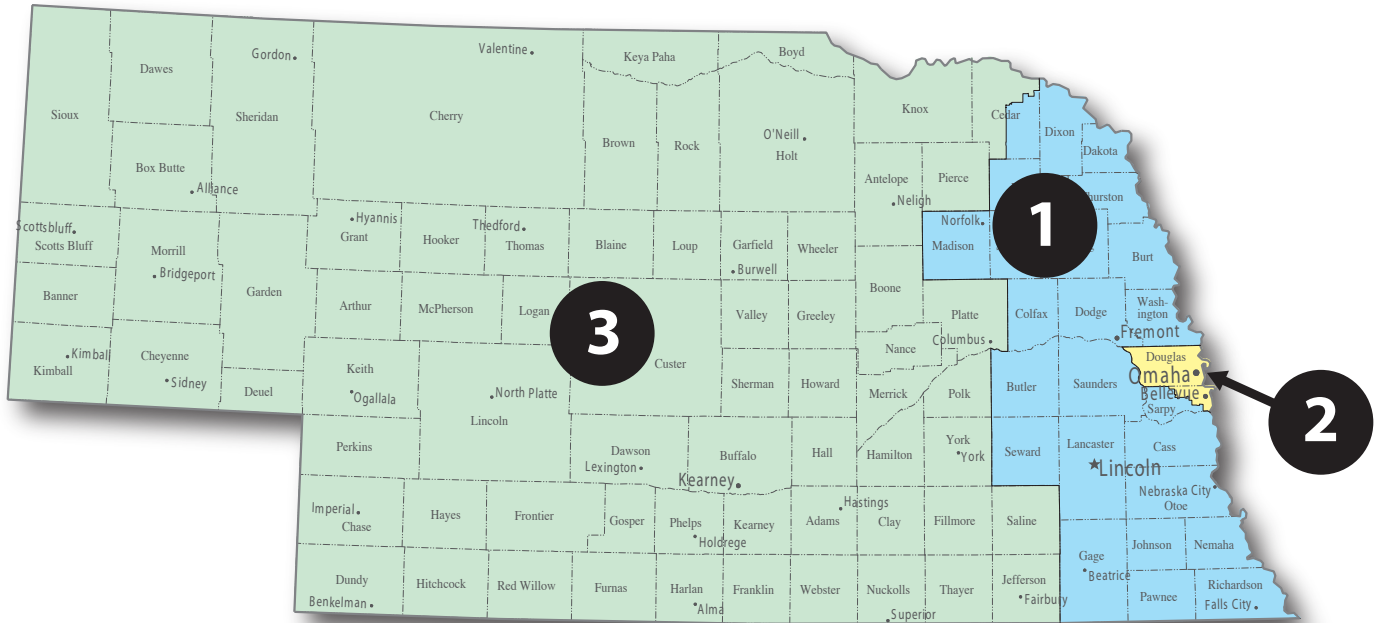 Gordon
Valentine
Keya Paha
Boyd
Dawes
Sioux
Sheridan
Cherry
Knox
Cedar
Dixon
Brown
Rock
O'Neill
Holt
Dakota
Box Butte
Alliance
Antelope
Pierce
Neligh
Scottsbluff
Scotts Bluff
Morrill
Bridgeport
Hyannis
Grant
Hooker
Thedford
Thomas
Blaine
Loup
Garfield
Burwell
Wheeler
Norfolk
Madison
1
Burt
Banner
Garden
Arthur
McPherson
Logan
3
Custer
Valley
Greeley
Boone
Platte
Columbus
Colfax
Dodge
Wash-
ington
Fremont
Kimball
Kimball
Cheyenne
Sidney
Deuel
Keith
Ogallala
North Platte
Lincoln
Sherman
Howard
Nance
Merrick
Polk
Butler
Saunders
Douglas
Omaha
Bellevue
Sarpy
2
Perkins
Dawson
Lexington
Buffalo
Kearney
Hall
Hamilton
York
York
Seward
Lancaster
Lincoln
Cass
Nebraska City
Otoe
Imperial
Chase
Hayes
Frontier
Gosper
Phelps
Holdrege
Kearney
Adams
Hastings
Clay
Fillmore
Saline
Gage
Beatrice
Johnson
Nemaha
Dundy
Benkelman
Hitchcock
Red Willow
Furnas
Harlan
Alma
Franklin
Webster
Nuckolls
Superior
Thayer
Jefferson
Fairbury
Pawnee
Richardson
Falls City